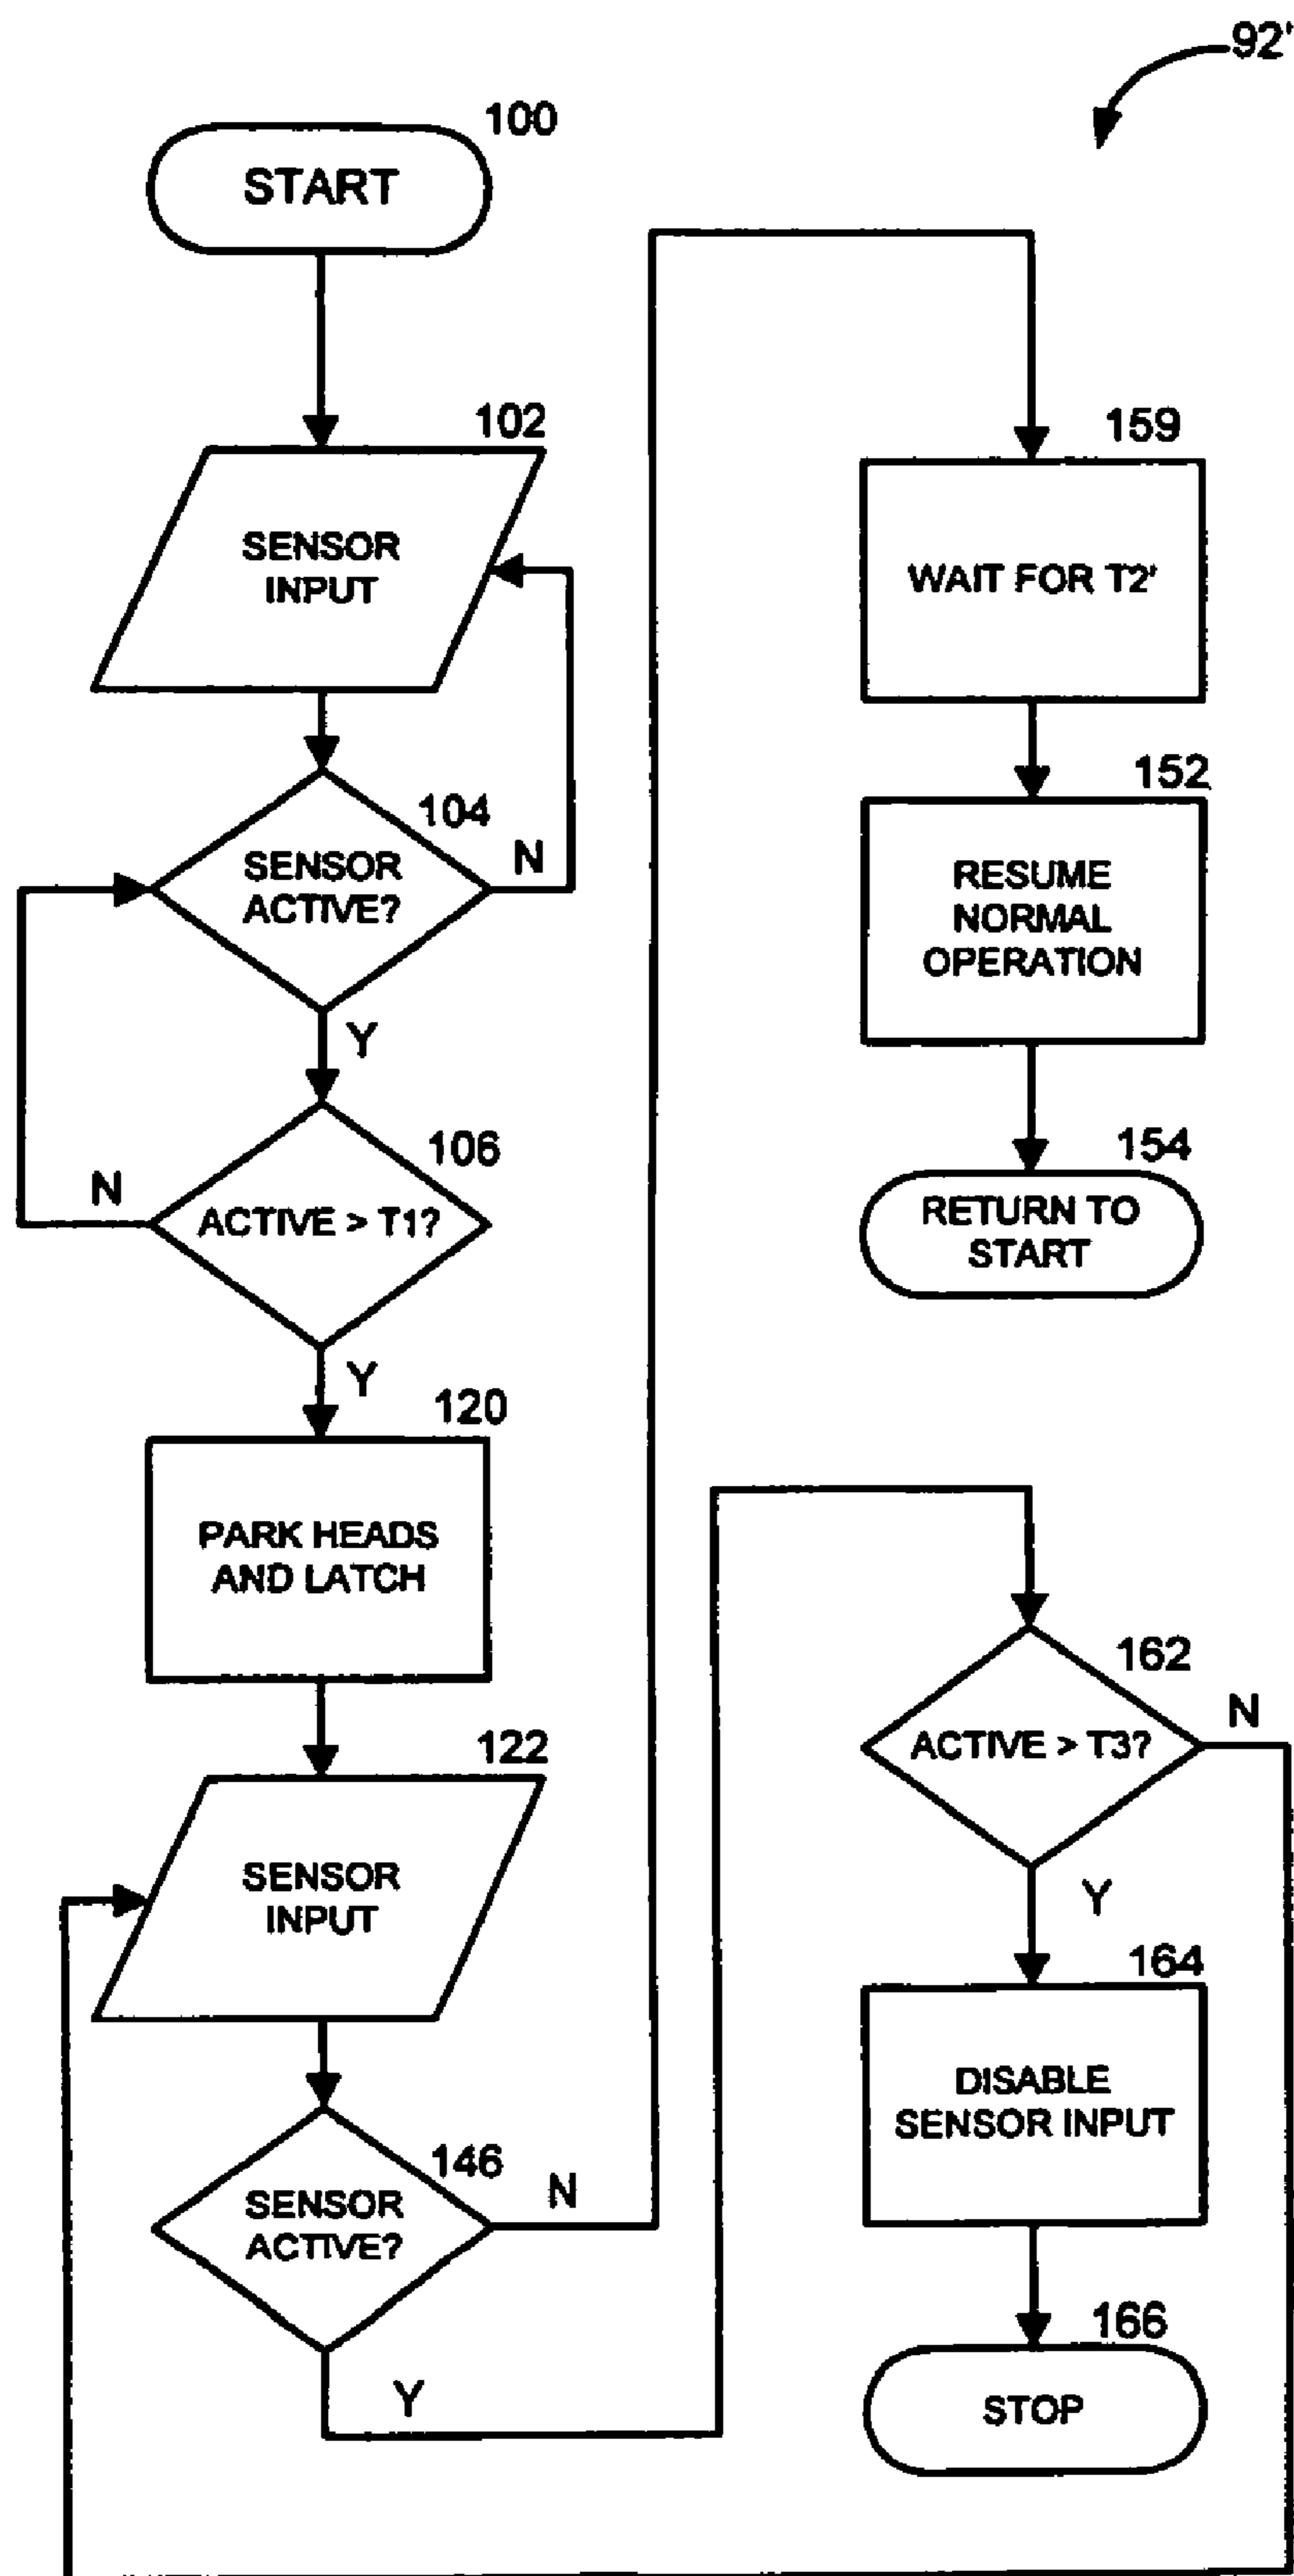 92'
100
START
102
SENSOR
INPUT
104
SENSOR
ACTIVE?
N
Y
106
ACTIVE > T1?
N
Y
120
PARK HEADS
AND LATCH
122
SENSOR
INPUT
146
SENSOR
ACTIVE?
N
Y
159
WAIT FOR T2'
152
RESUME
NORMAL
OPERATION
154
RETURN TO
START
162
ACTIVE > T3?
N
Y
164
DISABLE
SENSOR INPUT
166
STOP